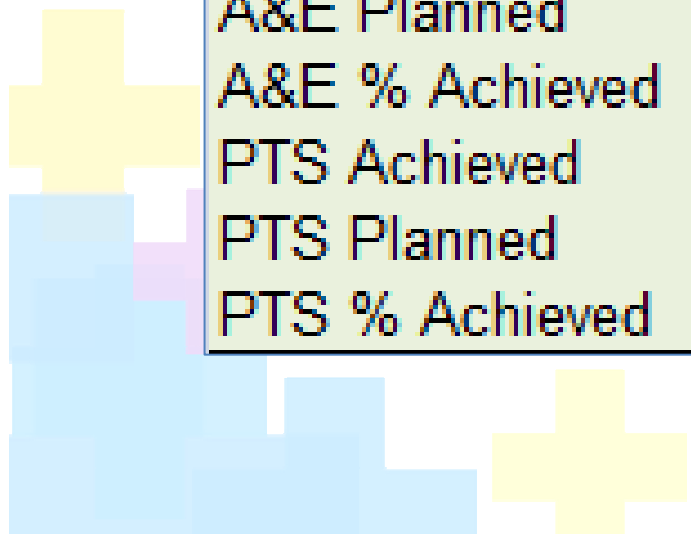 A&E Planned
A&E % Achieved
PTS Achieved
PTS Planned
PTS % Achieved